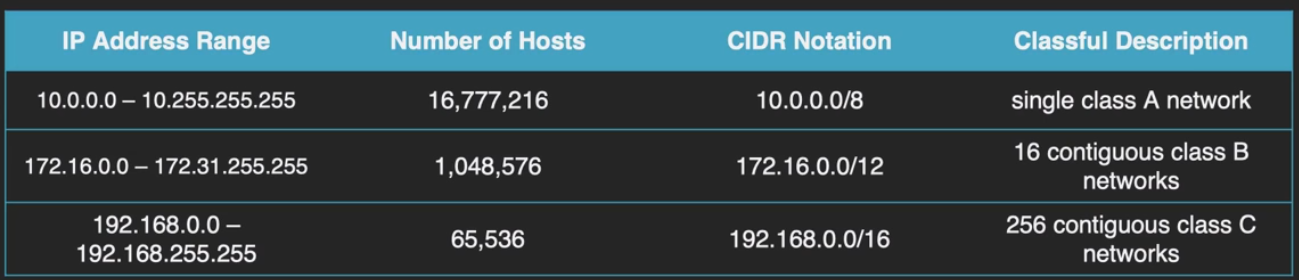 IP Address Range Number of Hosts CIDR Notation Classful Description
10.0.0.0 – 10.255.255.255 16,777,216 10.0.0.0/8 single class A network
172.16.0.0 – 172.31.255.255 1,048,576 172.16.0.0/12 16 contiguous class B
networks
192.168.0.0 –
192.168.255.255 65,536 192.168.0.0/16 256 contiguous class C
networks